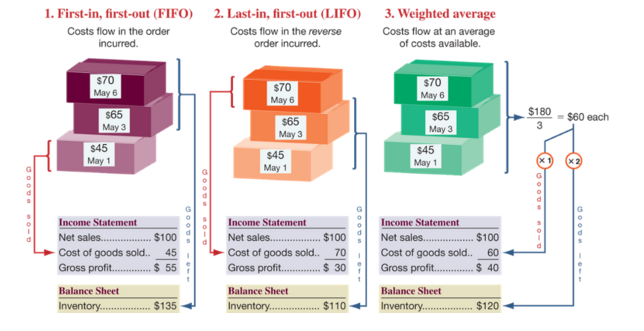 1. First-in, first-out (FIFO)
Costs flow in the order
incurred.
$70
May 6
$65
May 3
$45
May 1
Goods sold
Goods left
Income Statement
Net sales.................. $100
Cost of goods sold.. 45
Gross profit............... $ 55
Balance Sheet
Inventory.................. $135
2. Last-in, first-out (LIFO)
Costs flow in the reverse
order incurred.
$70
May 6
$65
May 3
$45
May 1
Goods sold
Goods left
Income Statement
Net sales.................. $100
Cost of goods sold.. 70
Gross profit............... $ 30
Balance Sheet
Inventory.................. $110
3. Weighted average
Costs flow at an average
of costs available.
$70
May 6
$65
May 3
$45
May 1
$180
3
= $60 each
×1
×2
Goods sold
Goods left
Income Statement
Net sales.................. $100
Cost of goods sold.. 60
Gross profit............... $ 40
Balance Sheet
Inventory.................. $120